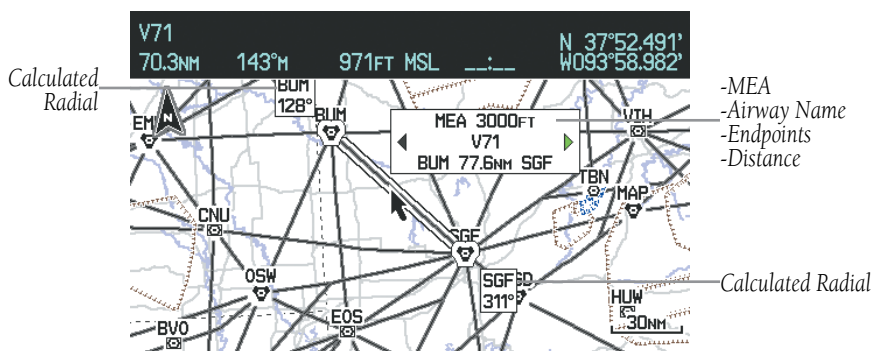 V71
70.3NM 143°M 971FT MSL __:__ N 37°52.491' W093°58.982'
Calculated Radial
BUM
128°
N
EM
BUM
MEA 3000FT
V71
BUM 77.6NM SGF
VIH
-MEA
-Airway Name
-Endpoints
-Distance
TBN
MAP
CNU
SGF
OSW
SGF
311°
Calculated Radial
HUW
30NM
EOS
BVO